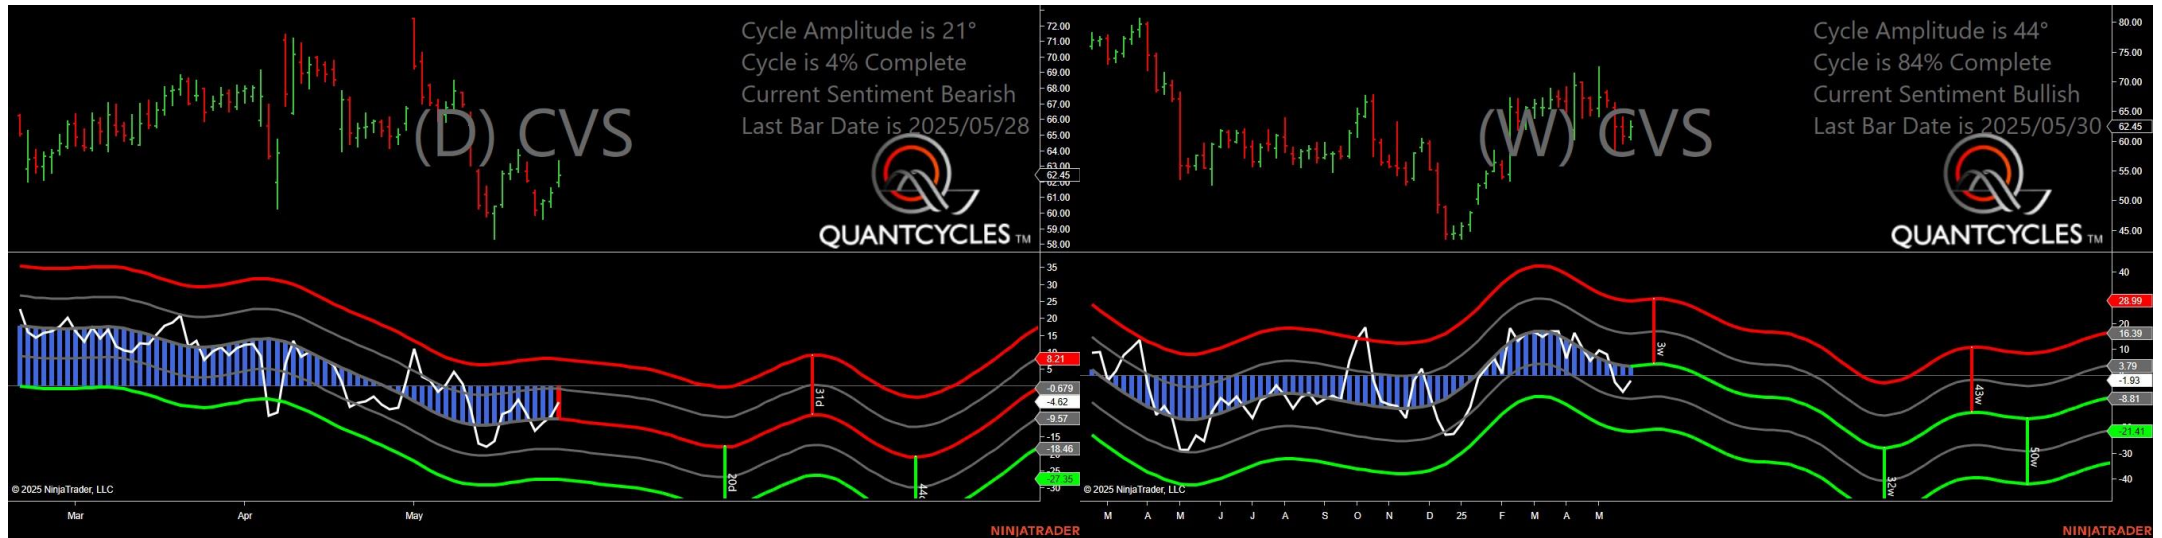 Cycle Amplitude is 21°
Cycle is 4% Complete
Current Sentiment Bearish
Last Bar Date is 2025/05/28
(D) CVS
QUANTCYCLES TM
72.00
71.00
70.00
69.00
68.00
67.00
66.00
65.00
64.00
63.00
62.45
62.00
61.00
60.00
59.00
58.00
35
30
25
20
15
10
8.21
5
-0.679
-4.62
-9.57
-15
-18.46
-25
-27.35
-30
31d
20d
© 2025 NinjaTrader, LLC
Mar
Apr
May
NINJATRADER
Cycle Amplitude is 44°
Cycle is 84% Complete
Current Sentiment Bullish
Last Bar Date is 2025/05/30
(W) CVS
QUANTCYCLES TM
80.00
75.00
70.00
65.00
62.45
60.00
55.00
50.00
45.00
40
28.99
20
16.39
10
3.79
-1.93
-8.81
-21.41
-30
-40
3w
43w
50w
32w
© 2025 NinjaTrader, LLC
M A M J J A S O N D 25 F M A M
NINJATRADER